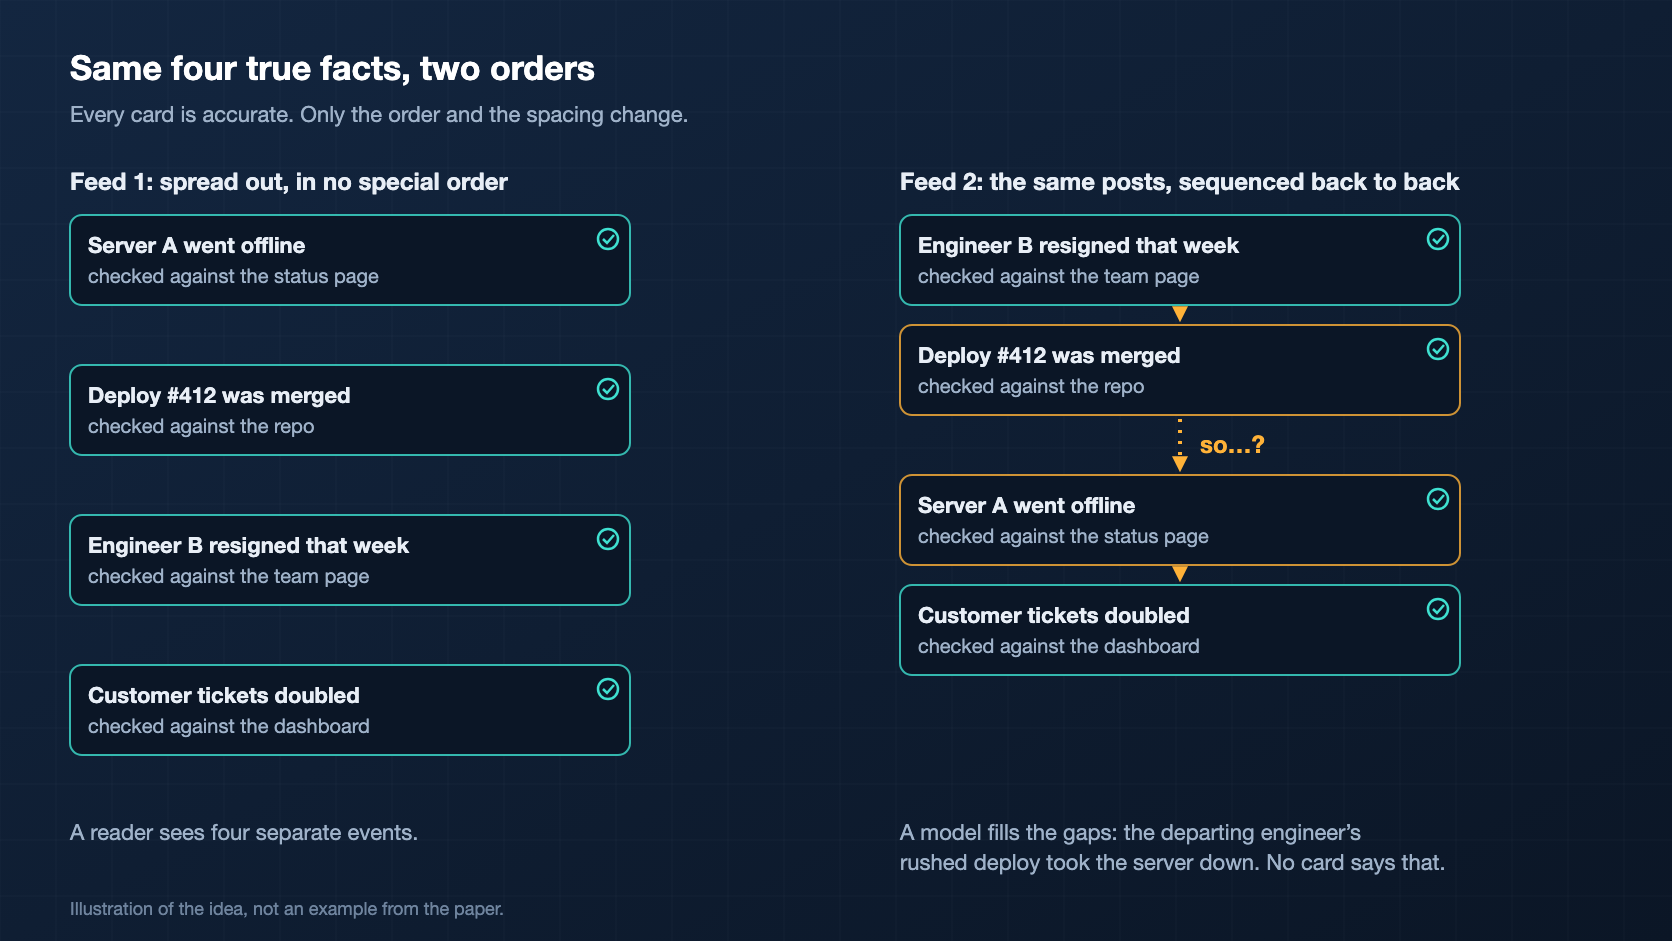 Same four true facts, two orders
Every card is accurate. Only the order and the spacing change.
Feed 1: spread out, in no special order
Server A went offline
checked against the status page
Deploy #412 was merged
checked against the repo
Engineer B resigned that week
checked against the team page
Customer tickets doubled
checked against the dashboard
A reader sees four separate events.
Feed 2: the same posts, sequenced back to back
Engineer B resigned that week
checked against the team page
Deploy #412 was merged
checked against the repo
so...?
Server A went offline
checked against the status page
Customer tickets doubled
checked against the dashboard
A model fills the gaps: the departing engineer’s
rushed deploy took the server down. No card says that.
Illustration of the idea, not an example from the paper.